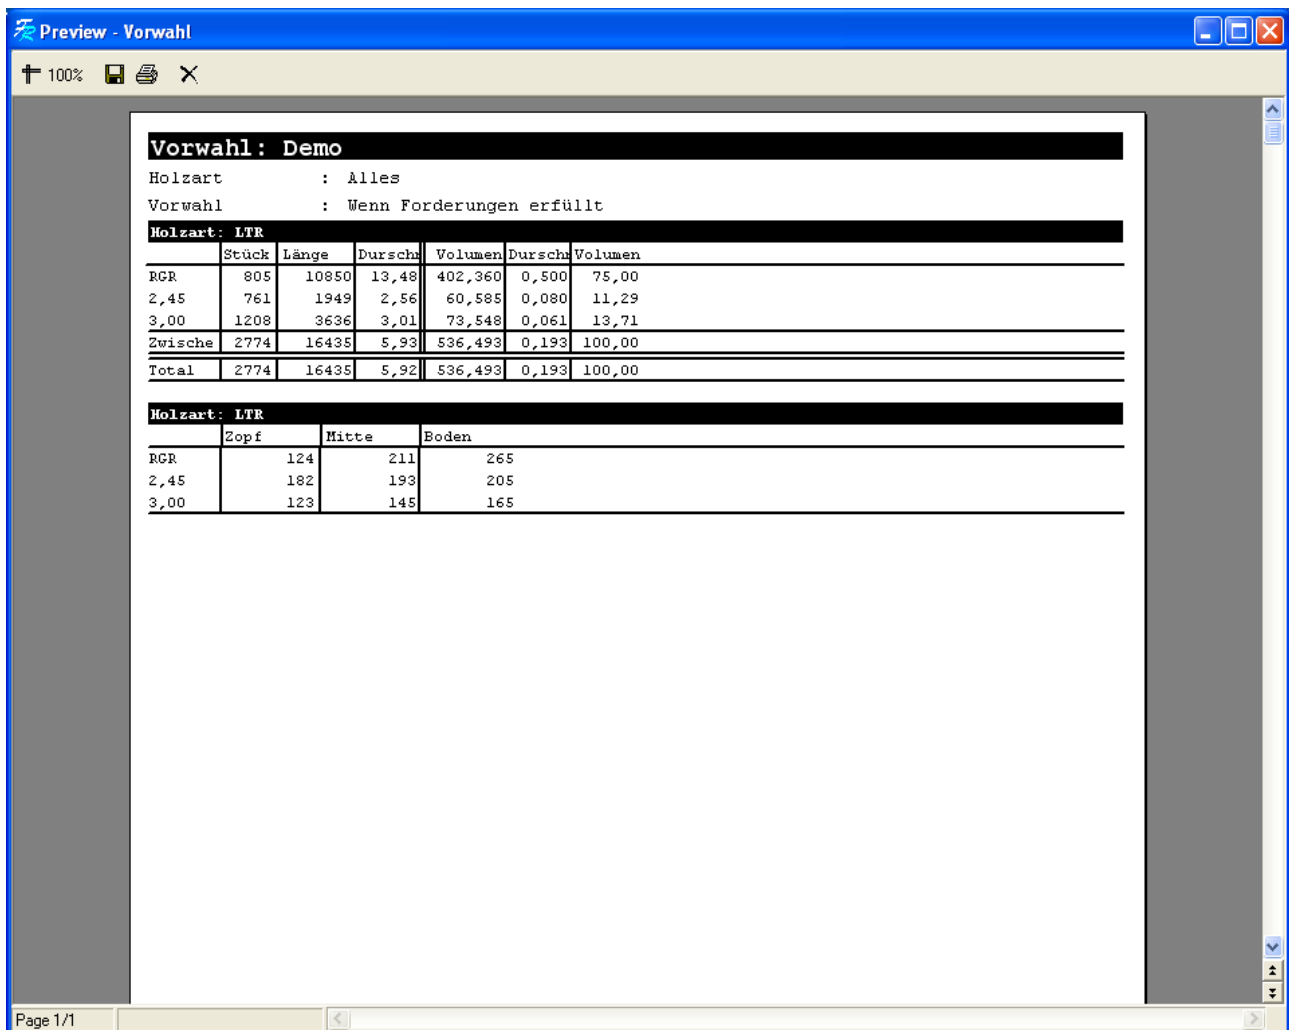 Preview - Vorwahl
100%
Vorwahl: Demo
Holzart : Alles
Vorwahl : Wenn Forderungen erfüllt
Holzart: LTR
Stück Länge Durschn Volumen Durschn Volumen
RGR 805 10850 13,48 402,360 0,500 75,00
2,45 761 1949 2,56 60,585 0,080 11,29
3,00 1208 3636 3,01 73,548 0,061 13,71
Zwische 2774 16435 5,93 536,493 0,193 100,00
Total 2774 16435 5,92 536,493 0,193 100,00
Holzart: LTR
Zopf Mitte Boden
RGR 124 211 265
2,45 182 193 205
3,00 123 145 165
Page 1/1